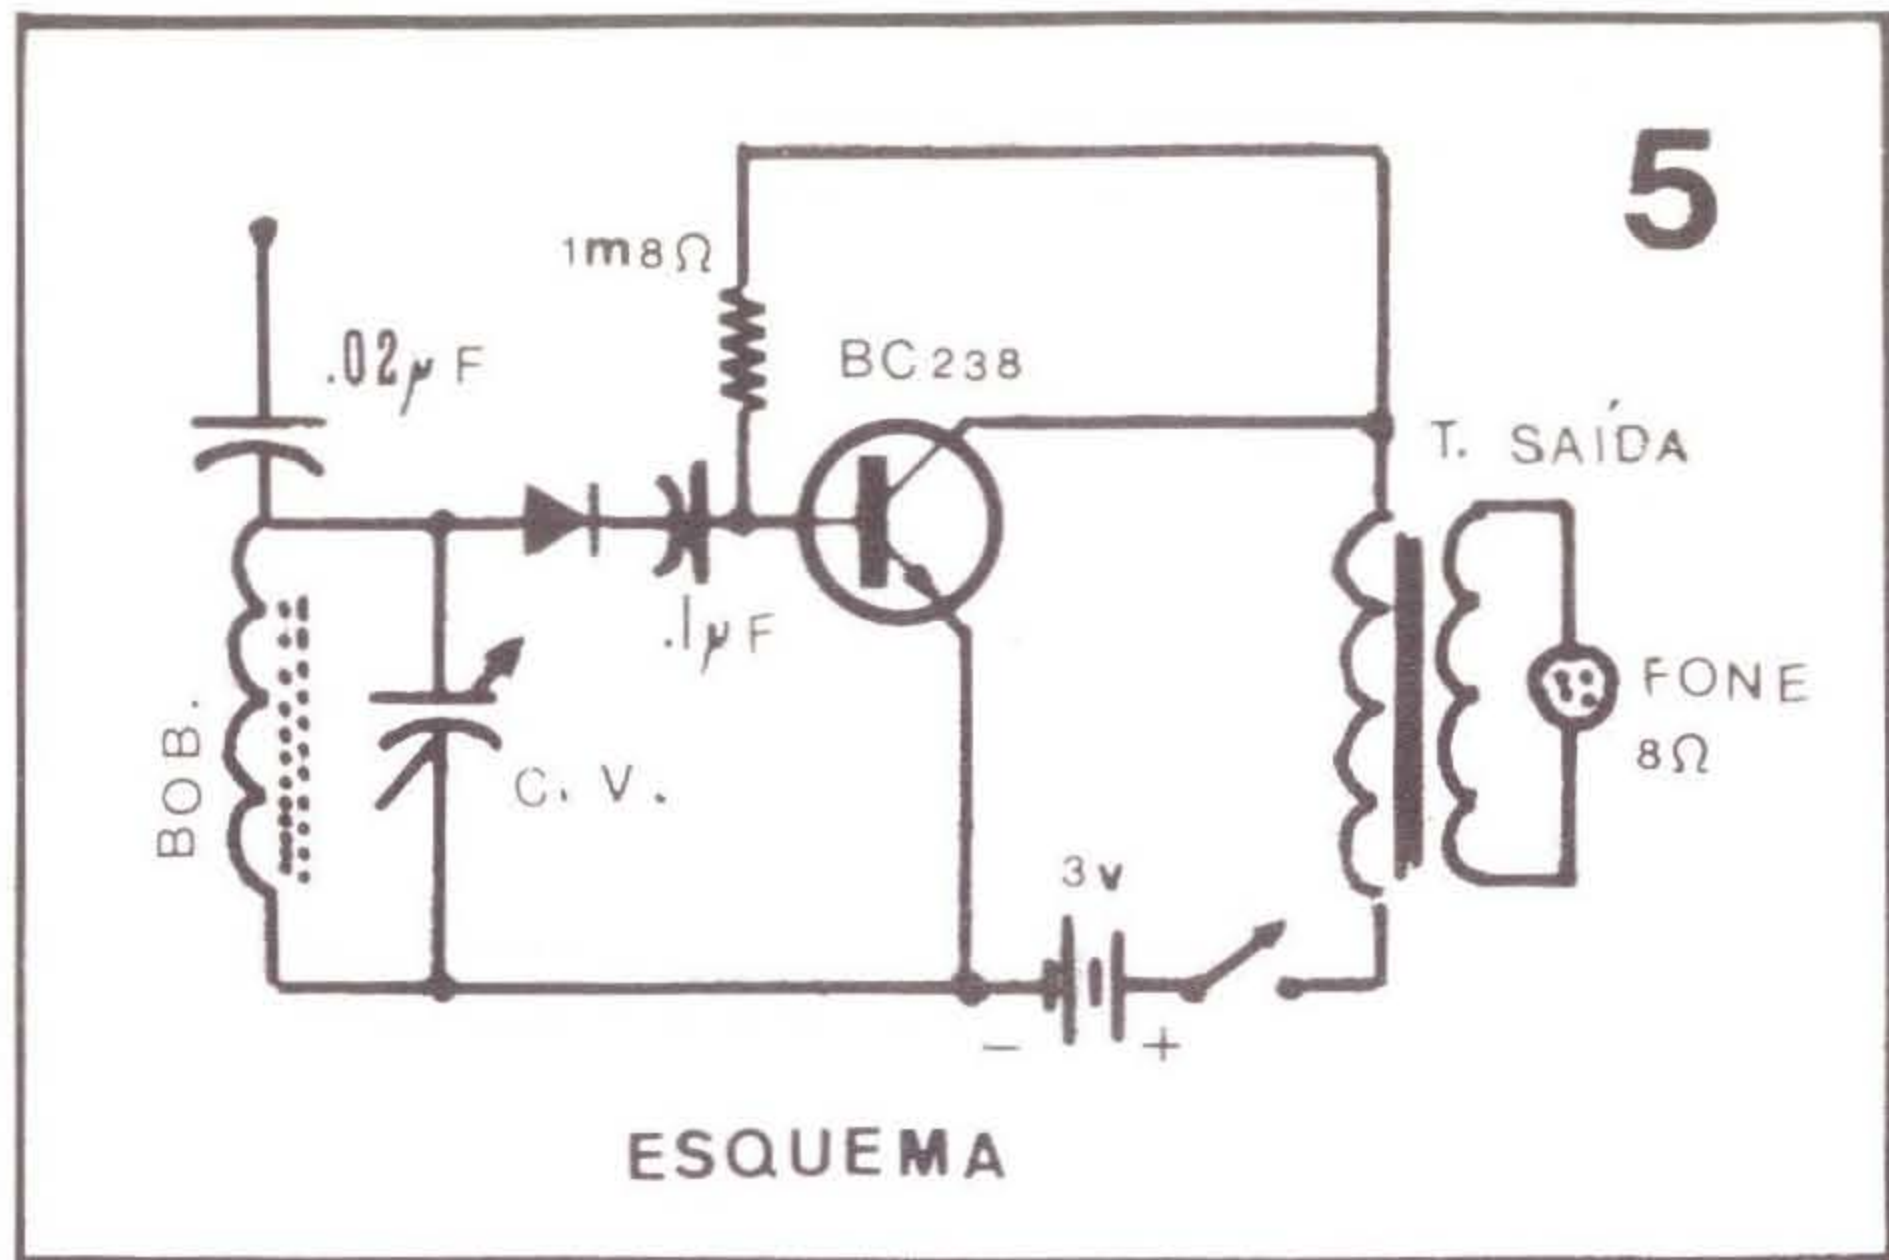 5
1m8Ω
.02μF
BC238
T. SAÍDA
.1μF
FONE
8Ω
BOB.
C. V.
3v
- +
ESQUEMA